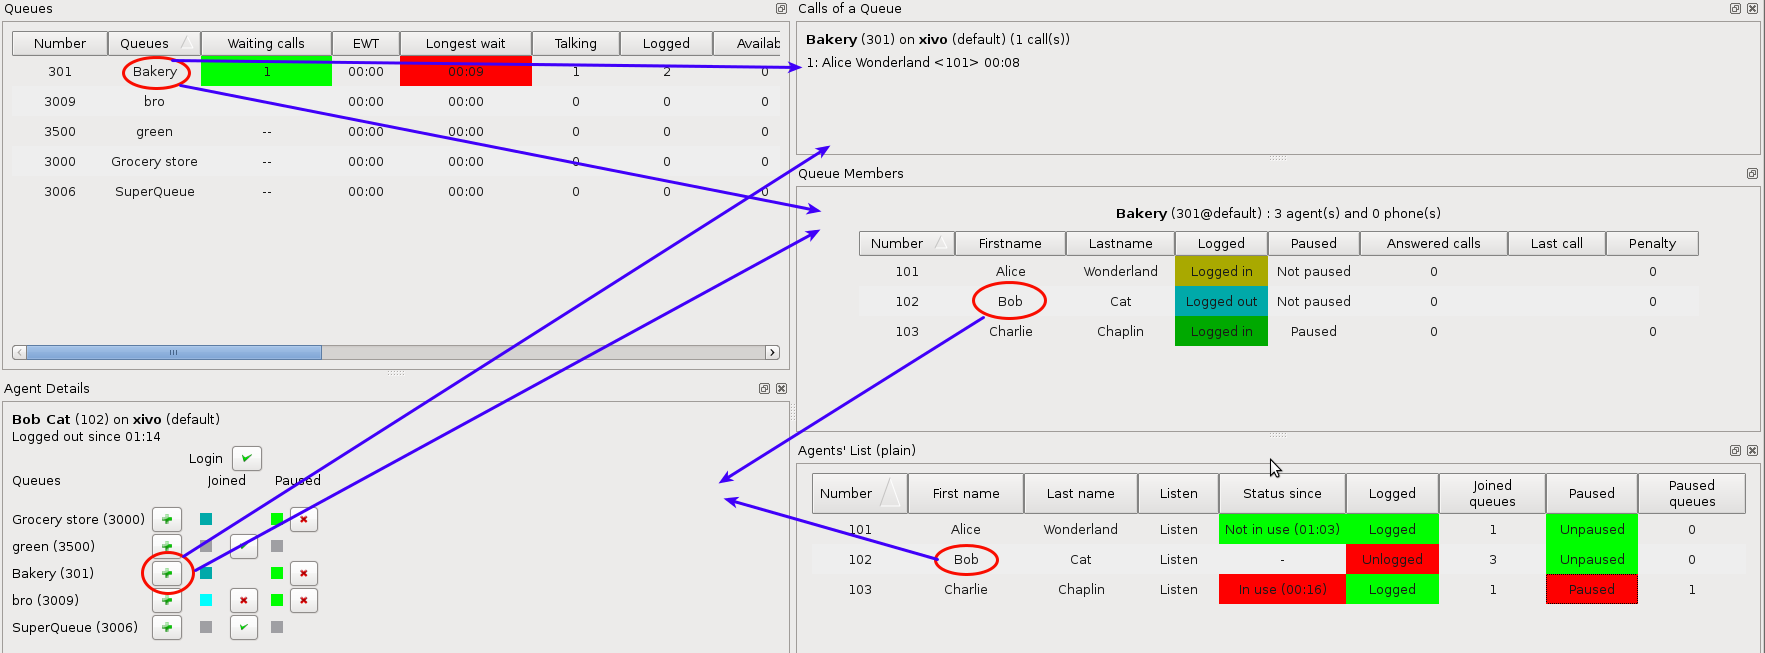 Queues
Number Queues Waiting calls EWT Longest wait Talking Logged Availab
301 Bakery 1 00:00 00:09 1 2 0
3009 bro 00:00 00:00 0 0 0
3500 green -- 00:00 00:00 0 0 0
3000 Grocery store -- 00:00 00:00 0 0 0
3006 SuperQueue -- 00:00 00:00 0 0 0
Agent Details
Bob Cat (102) on xivo (default)
Logged out since 01:14
Login
Queues Joined Paused
Grocery store (3000)
green (3500)
Bakery (301)
bro (3009)
SuperQueue (3006)
Calls of a Queue
Bakery (301) on xivo (default) (1 call(s))
1: Alice Wonderland <101> 00:08
Queue Members
Bakery (301@default) : 3 agent(s) and 0 phone(s)
Number Firstname Lastname Logged Paused Answered calls Last call Penalty
101 Alice Wonderland Logged in Not paused 0 0
102 Bob Cat Logged out Not paused 0 0
103 Charlie Chaplin Logged in Paused 0 0
Agents' List (plain)
Number First name Last name Listen Status since Logged Joined queues Paused Paused queues
101 Alice Wonderland Listen Not in use (01:03) Logged 1 Unpaused 0
102 Bob Cat Listen - Unlogged 3 Unpaused 0
103 Charlie Chaplin Listen In use (00:16) Logged 1 Paused 1